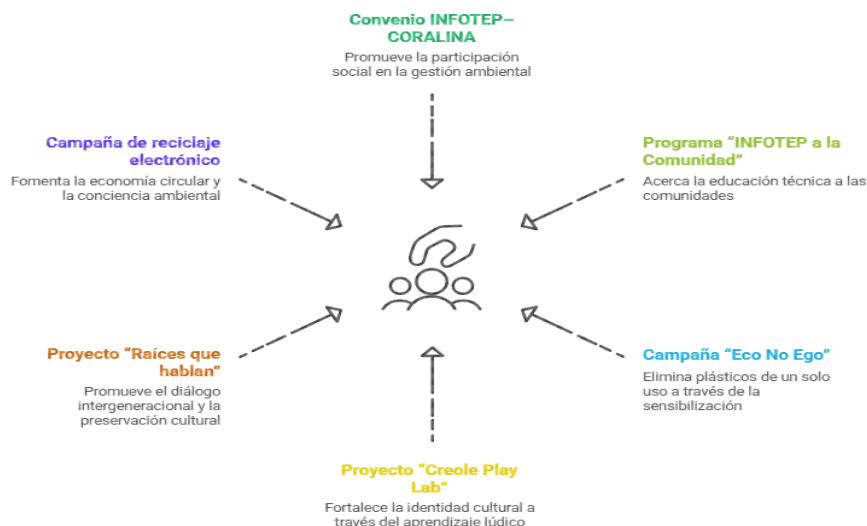 Convenio INFOTEP–
CORALINA
Promueve la participación
social en la gestión ambiental
Campaña de reciclaje
electrónico
Fomenta la economía circular y
la conciencia ambiental
Programa “INFOTEP a la
Comunidad”
Acerca la educación técnica a las
comunidades
Proyecto “Raíces que
hablan”
Promueve el diálogo
intergeneracional y la
preservación cultural
Campaña “Eco No Ego”
Elimina plásticos de un solo
uso a través de la
sensibilización
Proyecto “Creole Play
Lab”
Fortalece la identidad cultural a
través del aprendizaje lúdico